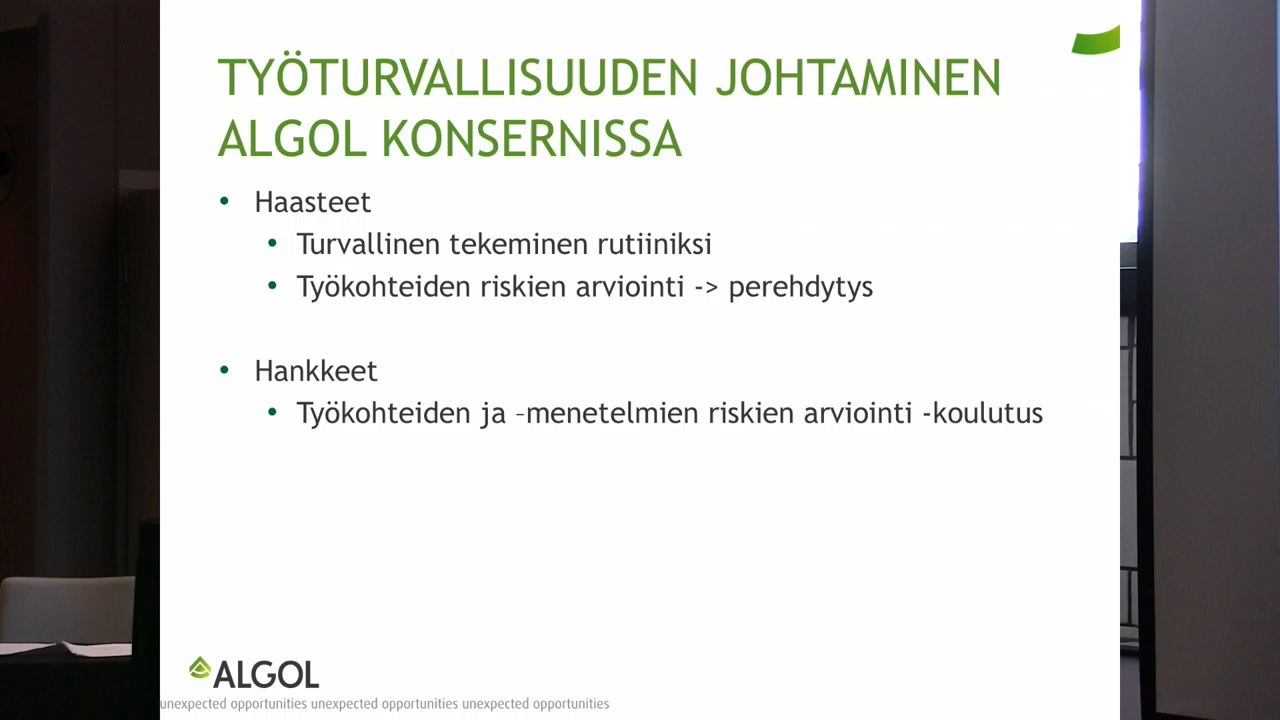 TYÖTURVALLISUUDEN JOHTAMINEN
ALGOL KONSERNISSA
• Haasteet
• Turvallinen tekeminen rutiiniksi
• Työkohteiden riskien arviointi -> perehdytys
• Hankkeet
• Työkohteiden ja –menetelmien riskien arviointi -koulutus
ALGOL
unexpected opportunities unexpected opportunities unexpected opportunities